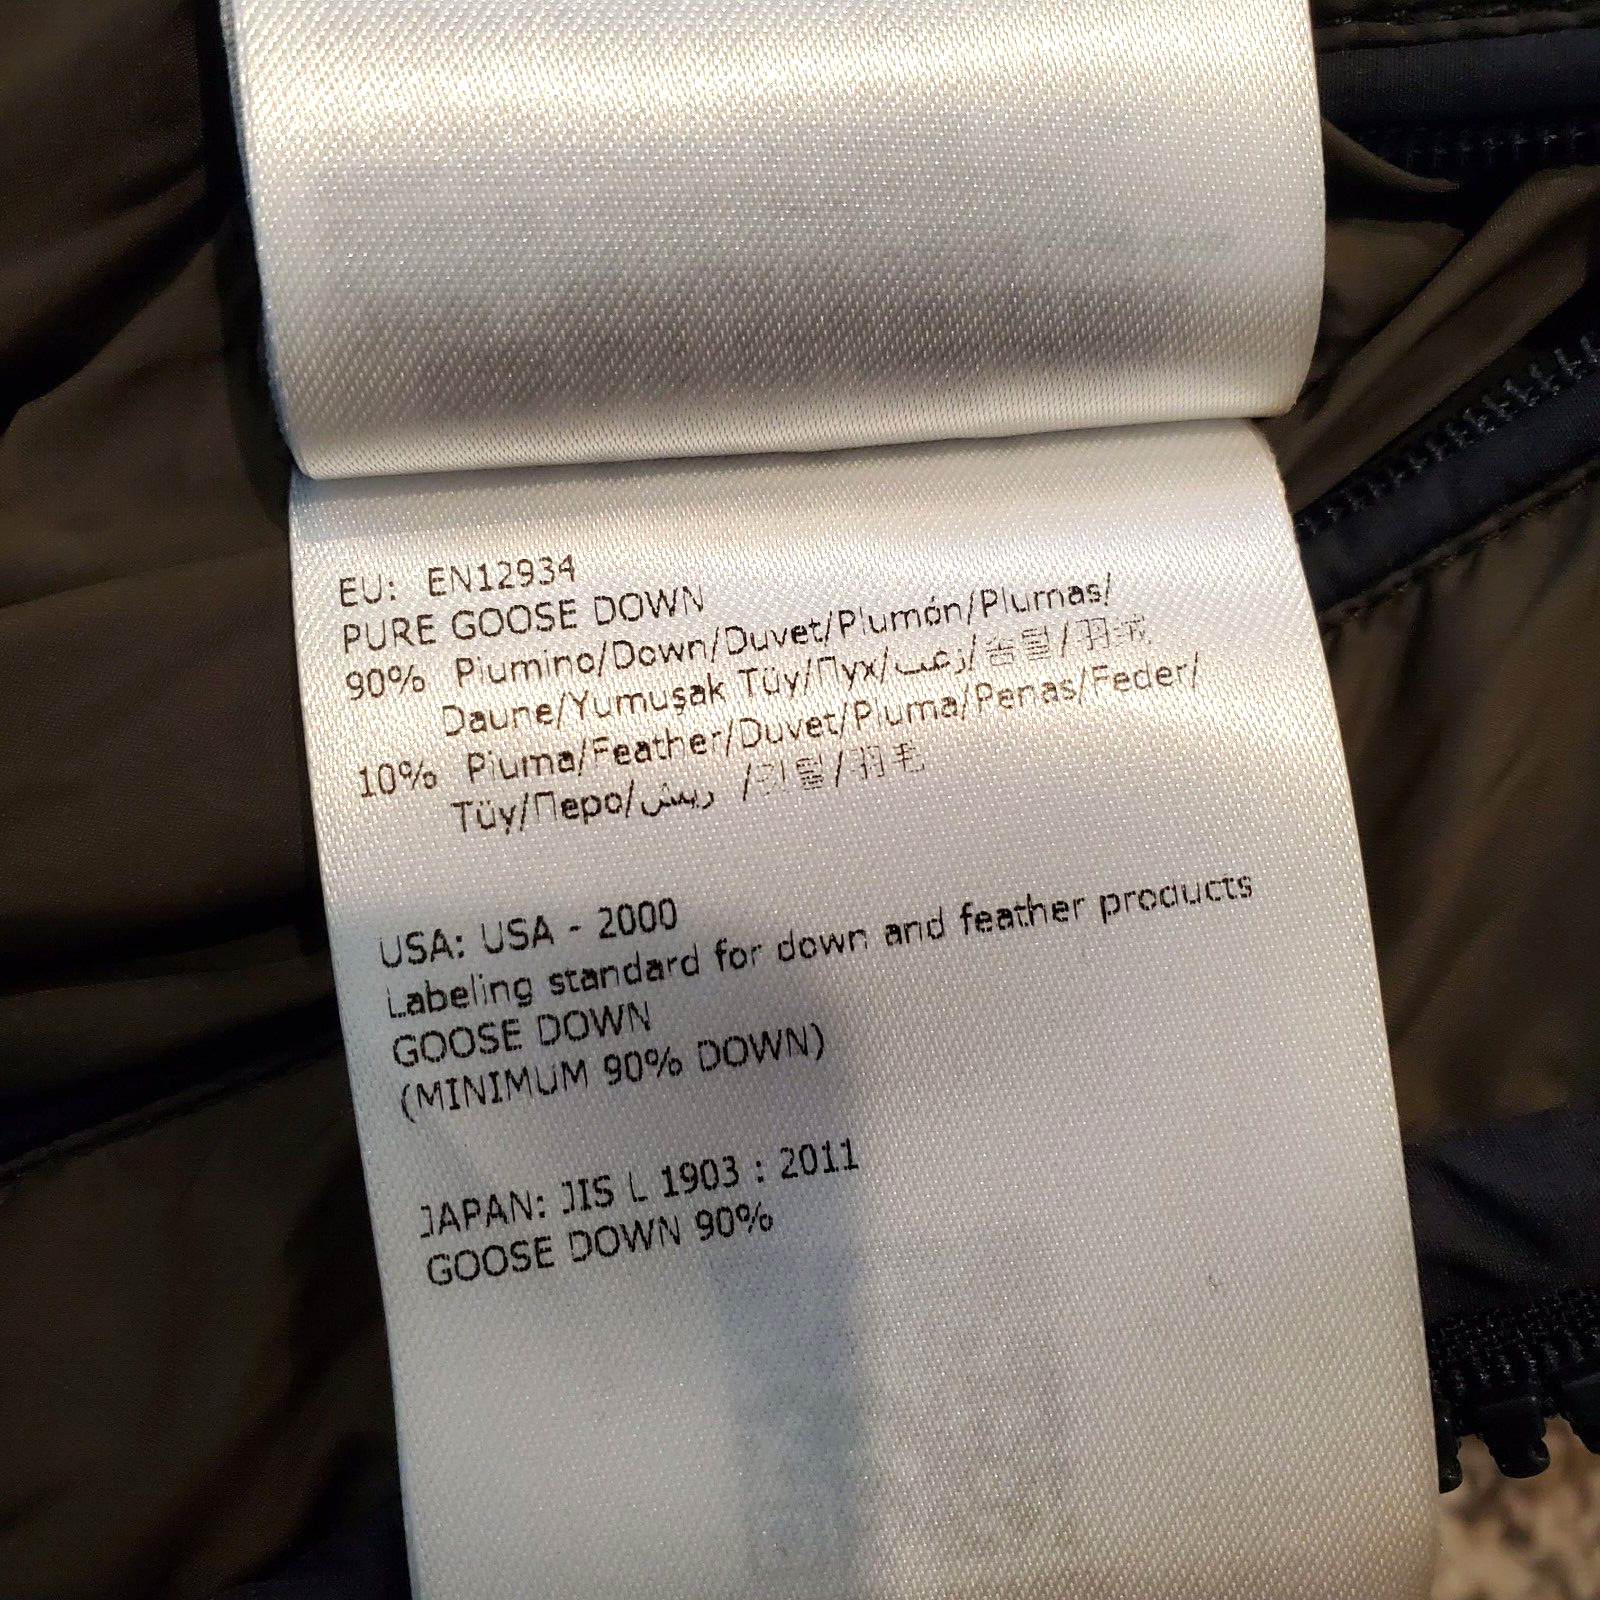 EU: EN12934
PURE GOOSE DOWN
90% Piumino/Down/Duvet/Plumón/Plumas/
Daune/Yumuşak Tüy/Пух/زغب/솜털/羽绒
10% Piuma/Feather/Duvet/Pluma/Penas/Feder/
Tüy/Перо/ريش /깃털/羽毛
USA: USA - 2000
Labeling standard for down and feather products
GOOSE DOWN
(MINIMUM 90% DOWN)
JAPAN: JIS L 1903 : 2011
GOOSE DOWN 90%